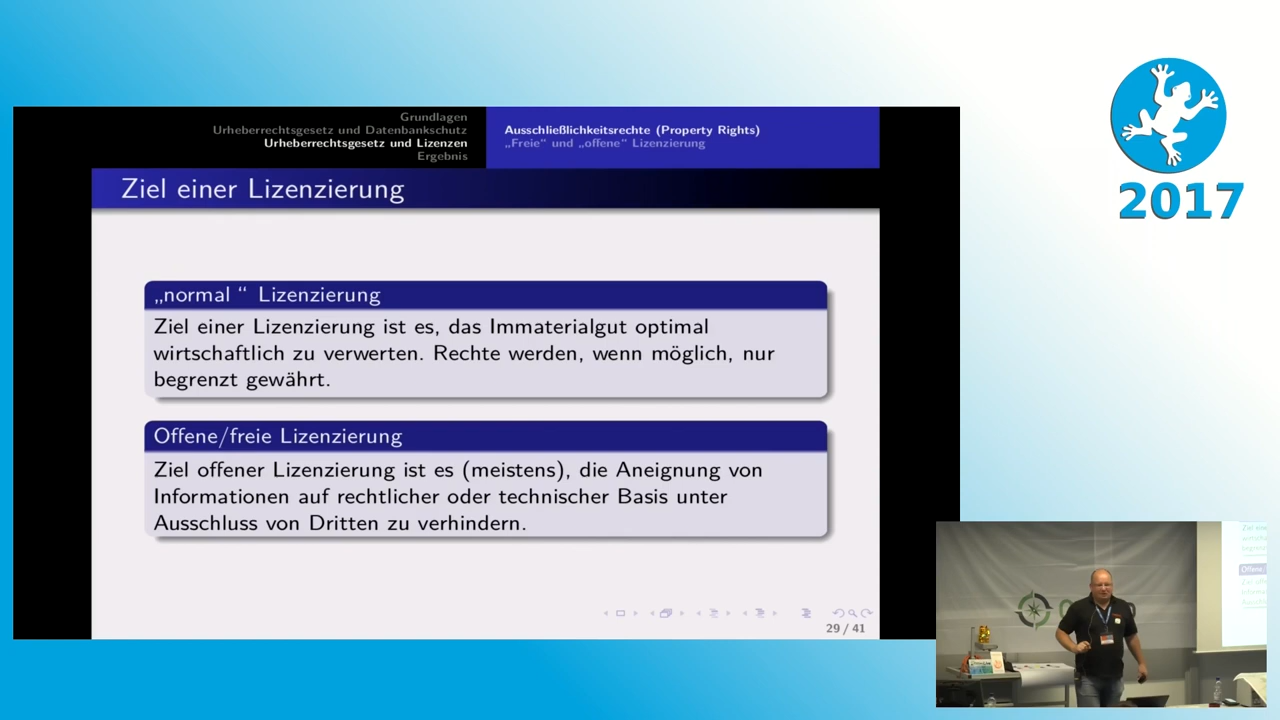 Grundlagen
Urheberrechtsgesetz und Datenbankschutz
Urheberrechtsgesetz und Lizenzen
Ergebnis
Ausschließlichkeitsrechte (Property Rights)
„Freie“ und „offene“ Lizenzierung
2017
Ziel einer Lizenzierung
„normal “ Lizenzierung
Ziel einer Lizenzierung ist es, das Immaterialgut optimal
wirtschaftlich zu verwerten. Rechte werden, wenn möglich, nur
begrenzt gewährt.
Offene/freie Lizenzierung
Ziel offener Lizenzierung ist es (meistens), die Aneignung von
Informationen auf rechtlicher oder technischer Basis unter
Ausschluss von Dritten zu verhindern.
29 / 41